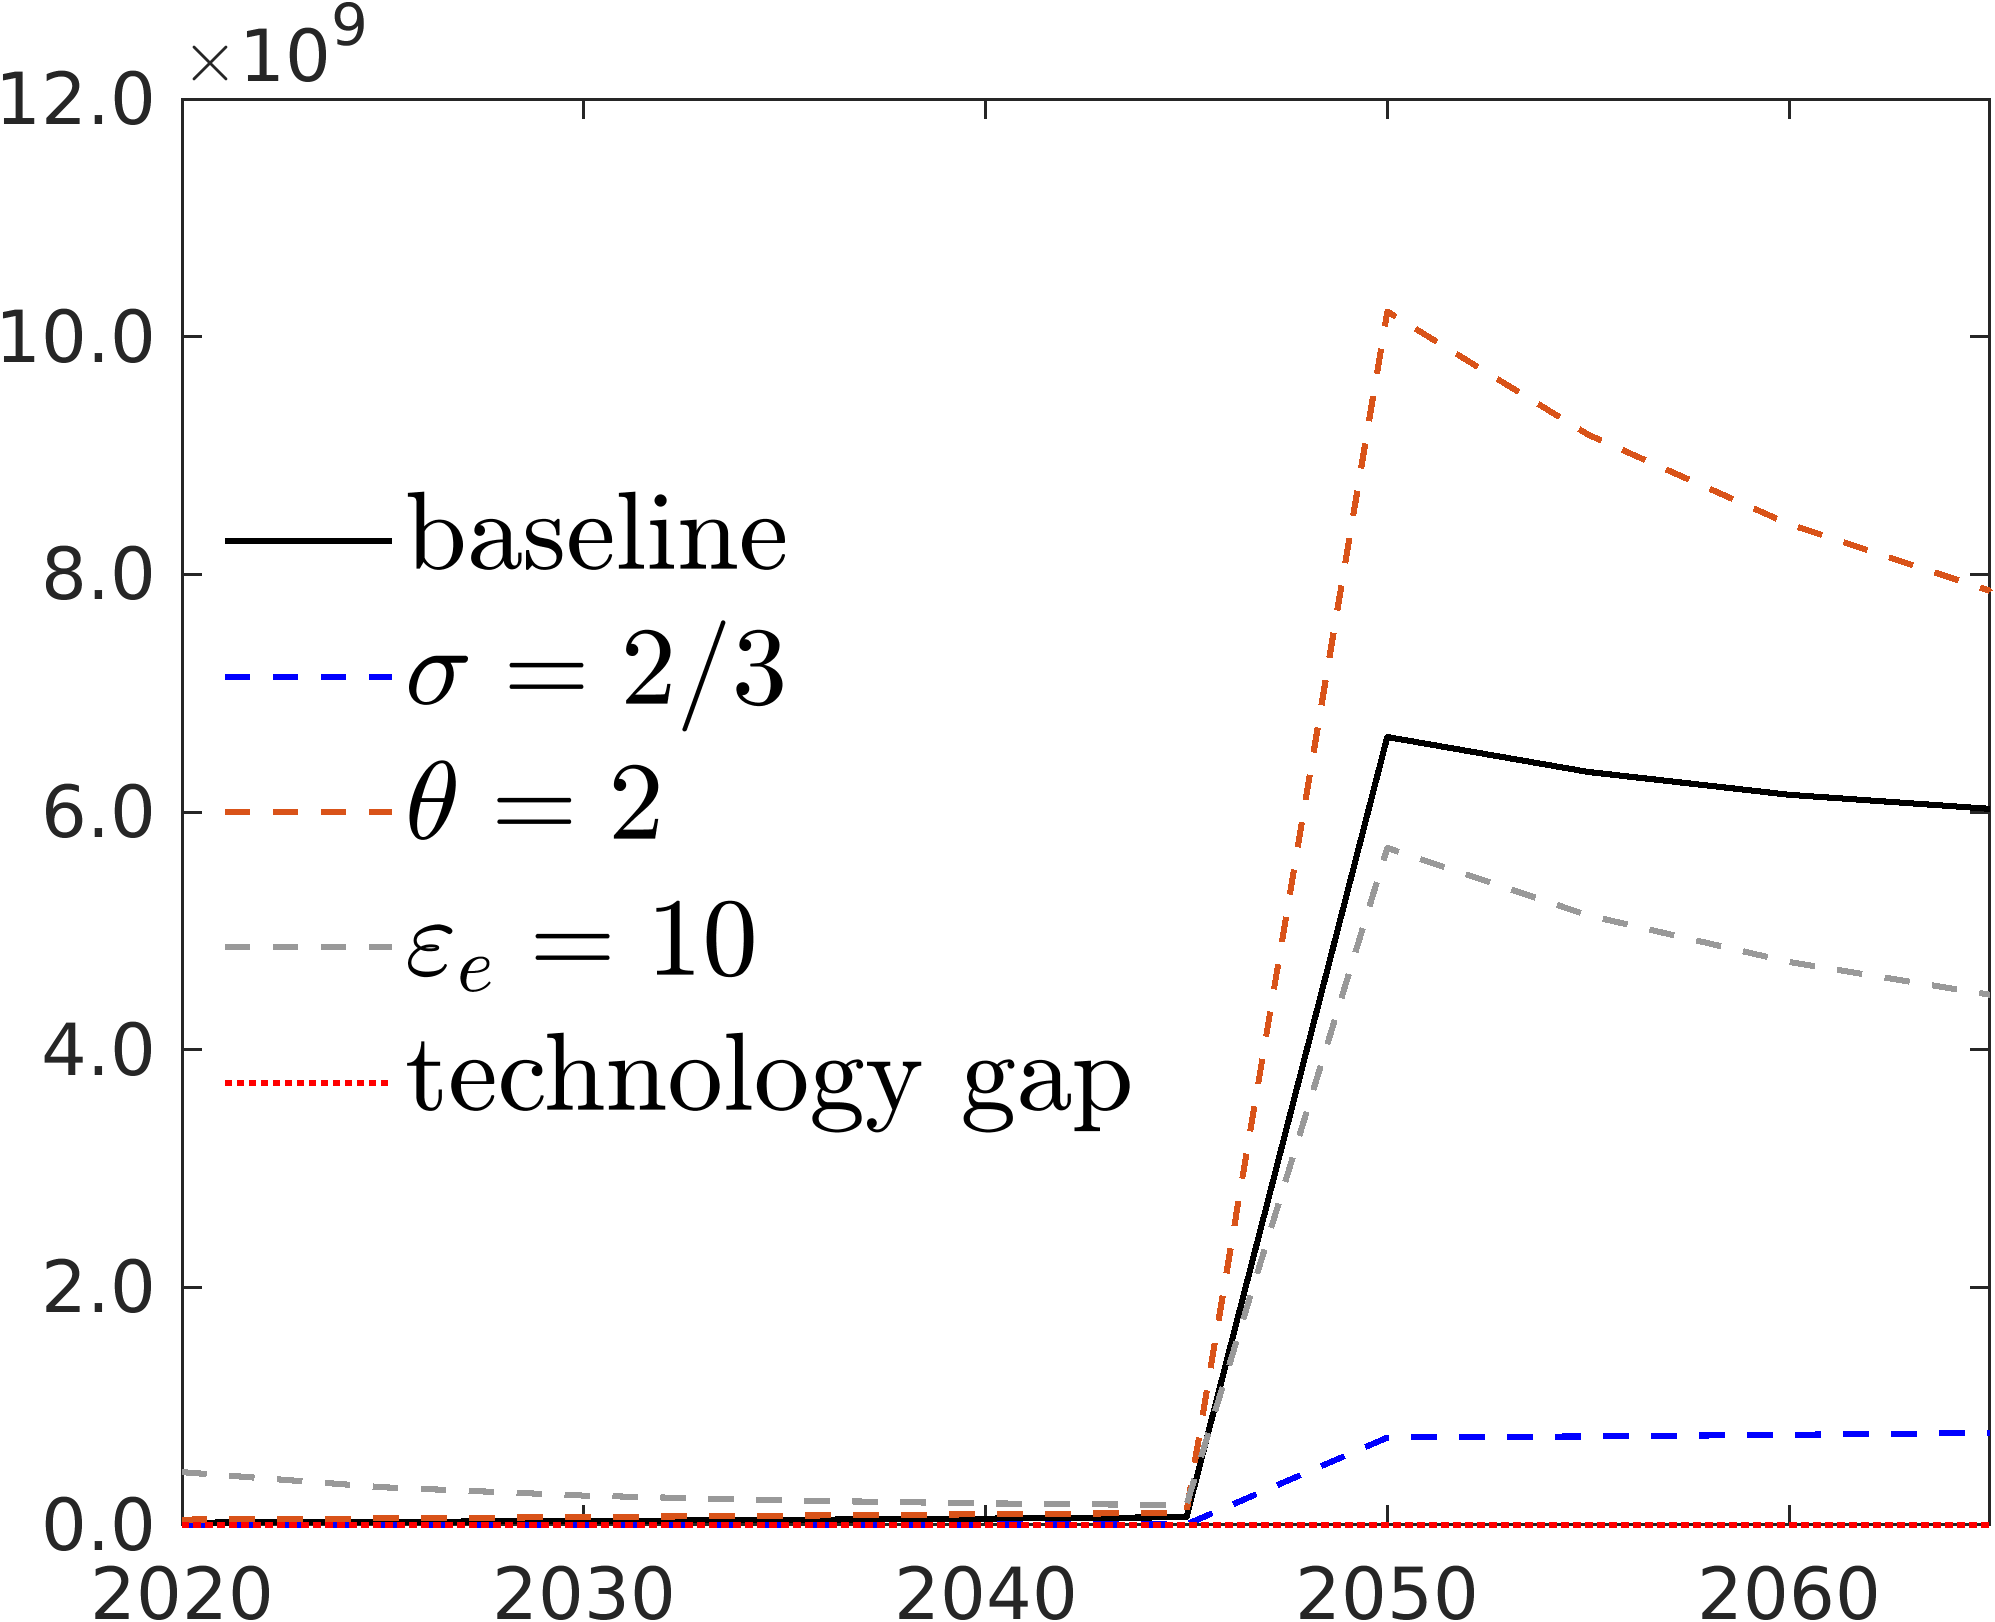 ×10⁹
12.0
10.0
8.0
6.0
4.0
2.0
0.0
baseline
σ = 2/3
θ = 2
εₑ = 10
technology gap
2020 2030 2040 2050 2060